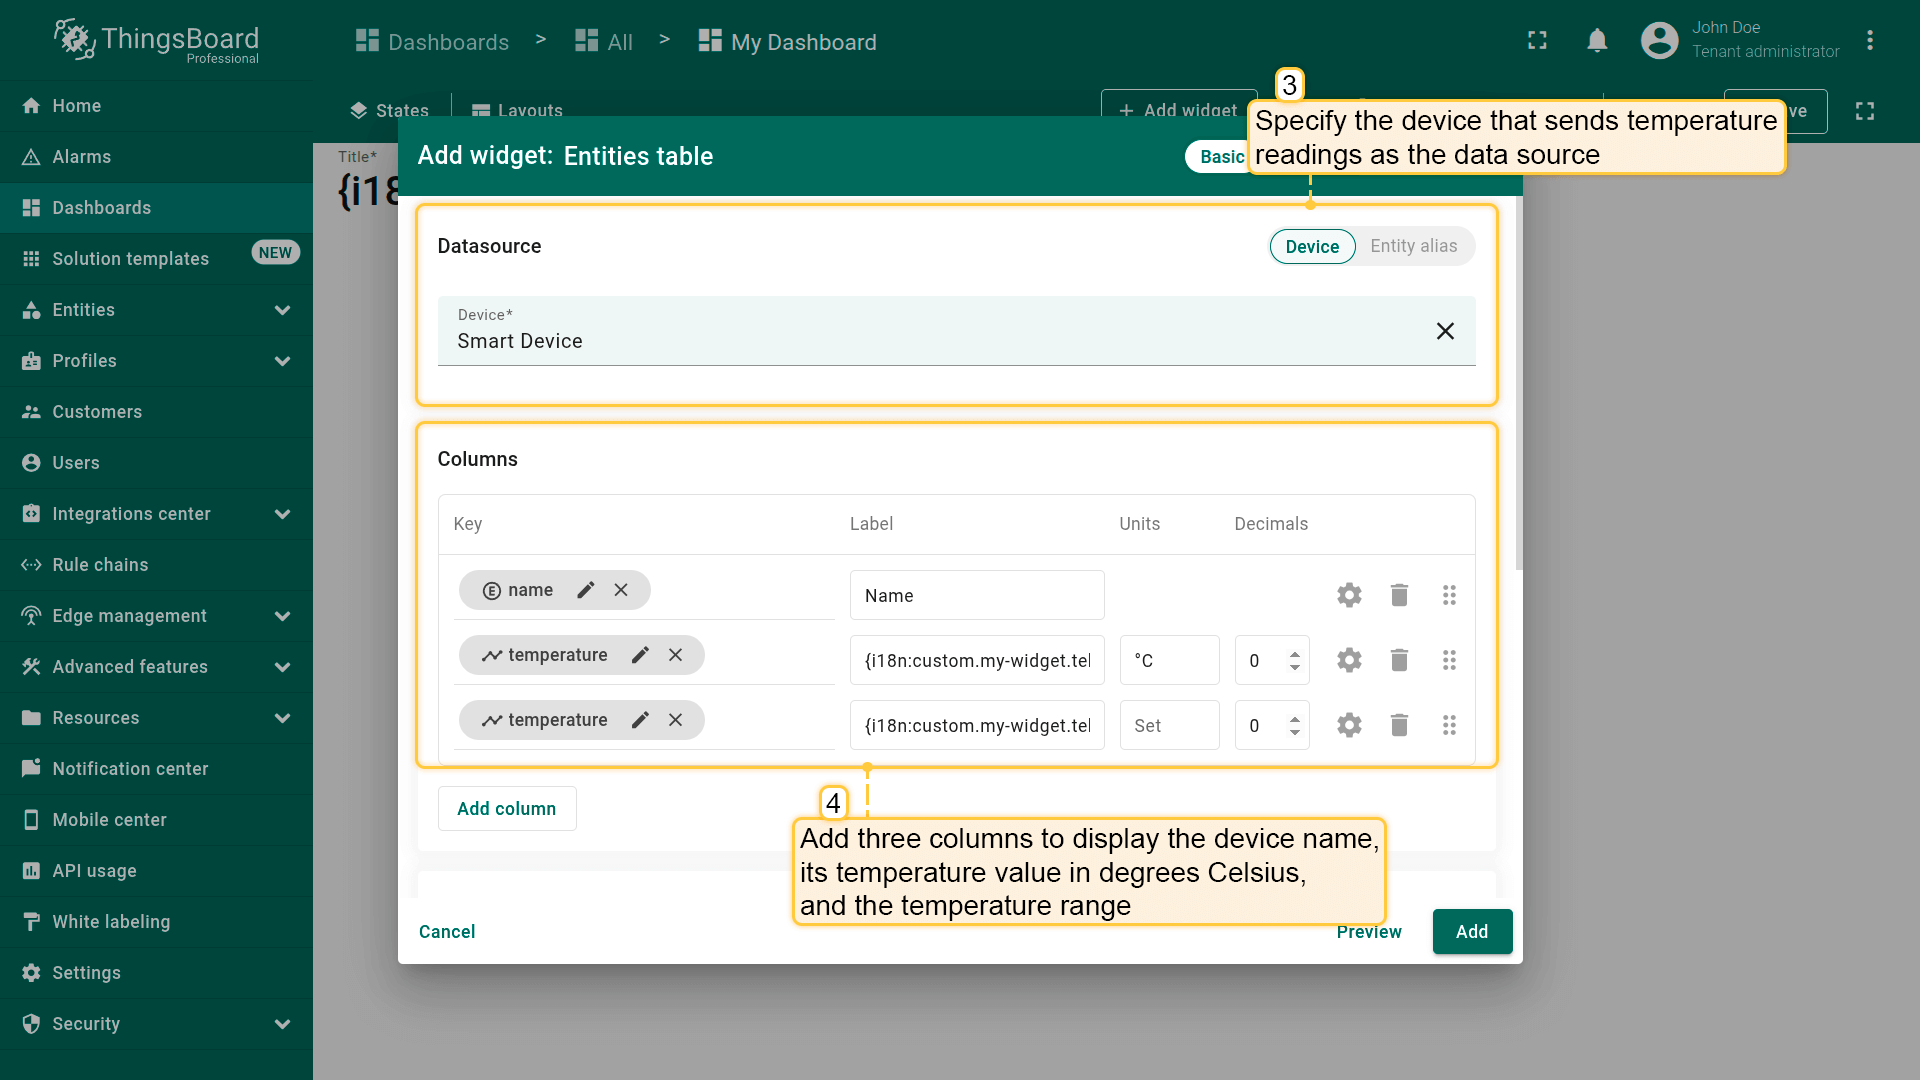 ThingsBoard
Professional
Dashboards > All > My Dashboard
John Doe
Tenant administrator
Home
Alarms
Dashboards
Solution templates NEW
Entities
Profiles
Customers
Users
Integrations center
Rule chains
Edge management
Advanced features
Resources
Notification center
Mobile center
API usage
White labeling
Settings
Security
States
Layouts
+ Add widget
ve
Title*
{i18
Add widget: Entities table
Basic
3
Specify the device that sends temperature
readings as the data source
Datasource
Device
Entity alias
Device*
Smart Device
Columns
Key Label Units Decimals
name Name
temperature {i18n:custom.my-widget.tel °C 0
temperature {i18n:custom.my-widget.tel Set 0
Add column
4
Add three columns to display the device name,
its temperature value in degrees Celsius,
and the temperature range
Cancel
Preview
Add